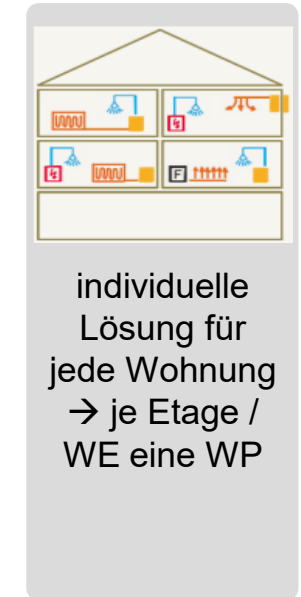 F
individuelle
Lösung für
jede Wohnung
→ je Etage /
WE eine WP